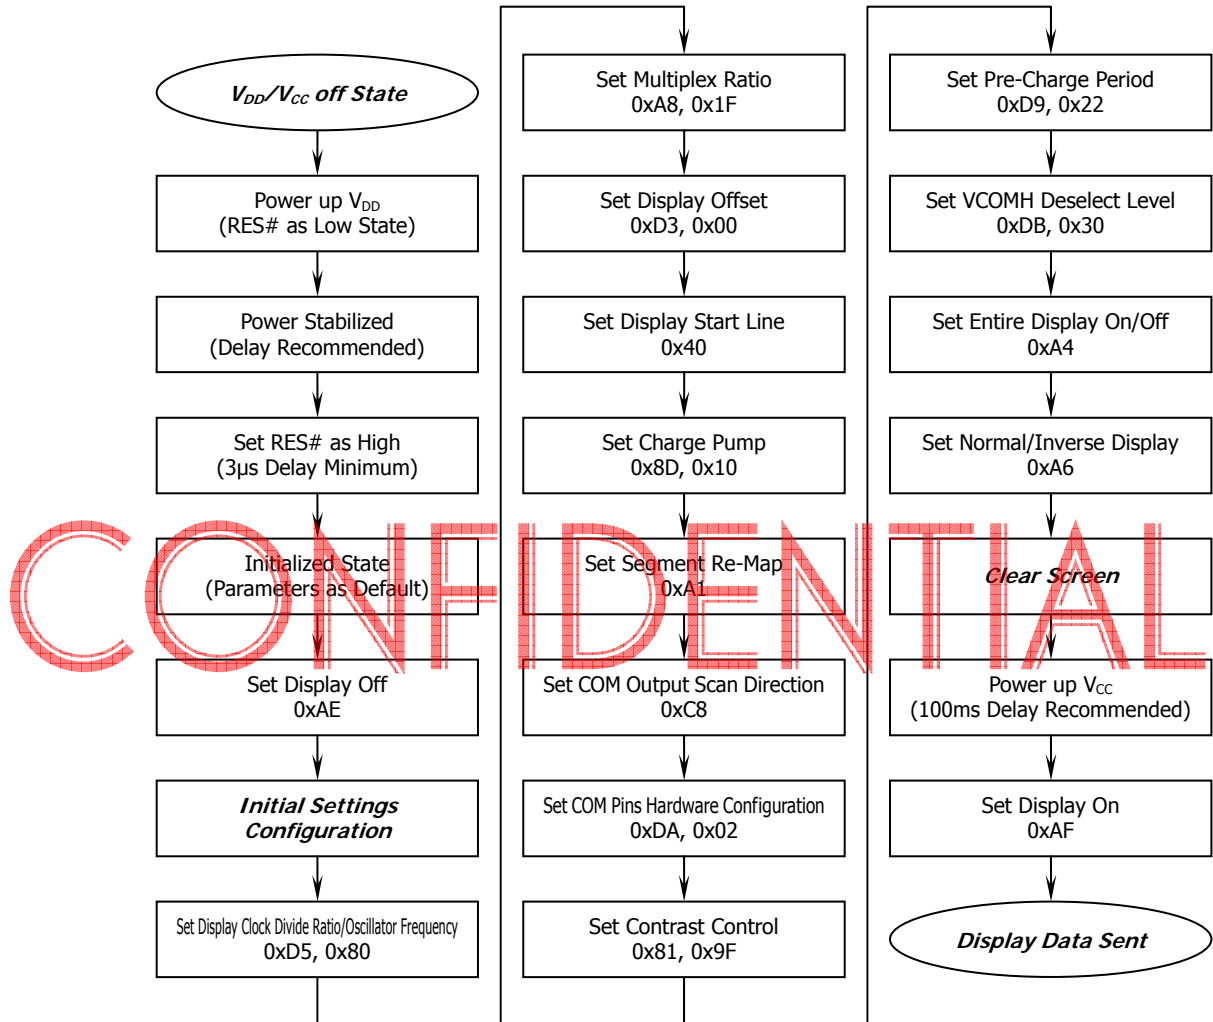 V_DD/V_CC off State
Power up V_DD
(RES# as Low State)
Power Stabilized
(Delay Recommended)
Set RES# as High
(3μs Delay Minimum)
Initialized State
(Parameters as Default)
Set Display Off
0xAE
Initial Settings
Configuration
Set Display Clock Divide Ratio/Oscillator Frequency
0xD5, 0x80
Set Multiplex Ratio
0xA8, 0x1F
Set Display Offset
0xD3, 0x00
Set Display Start Line
0x40
Set Charge Pump
0x8D, 0x10
Set Segment Re-Map
0xA1
Set COM Output Scan Direction
0xC8
Set COM Pins Hardware Configuration
0xDA, 0x02
Set Contrast Control
0x81, 0x9F
Set Pre-Charge Period
0xD9, 0x22
Set VCOMH Deselect Level
0xDB, 0x30
Set Entire Display On/Off
0xA4
Set Normal/Inverse Display
0xA6
Clear Screen
Power up V_CC
(100ms Delay Recommended)
Set Display On
0xAF
Display Data Sent
CONFIDENTIAL